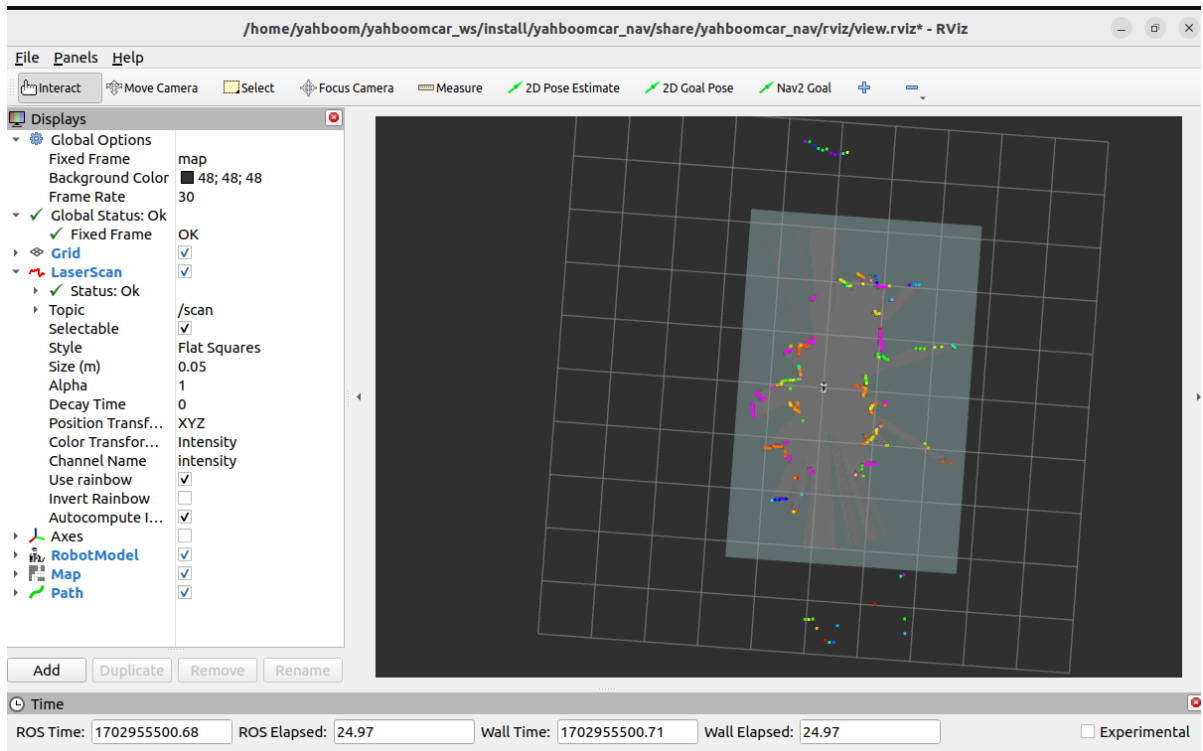 /home/yahboom/yahboomcar_ws/install/yahboomcar_nav/share/yahboomcar_nav/rviz/view.rviz* - RViz
File Panels Help
Interact Move Camera Select Focus Camera Measure 2D Pose Estimate 2D Goal Pose Nav2 Goal
Displays
Global Options
Fixed Frame map
Background Color 48; 48; 48
Frame Rate 30
Global Status: Ok
Fixed Frame OK
Grid
LaserScan
Status: Ok
Topic /scan
Selectable
Style Flat Squares
Size (m) 0.05
Alpha 1
Decay Time 0
Position Transf... XYZ
Color Transfor... Intensity
Channel Name intensity
Use rainbow
Invert Rainbow
Autocompute I...
Axes
RobotModel
Map
Path
Add Duplicate Remove Rename
Time
ROS Time: 1702955500.68 ROS Elapsed: 24.97 Wall Time: 1702955500.71 Wall Elapsed: 24.97 Experimental